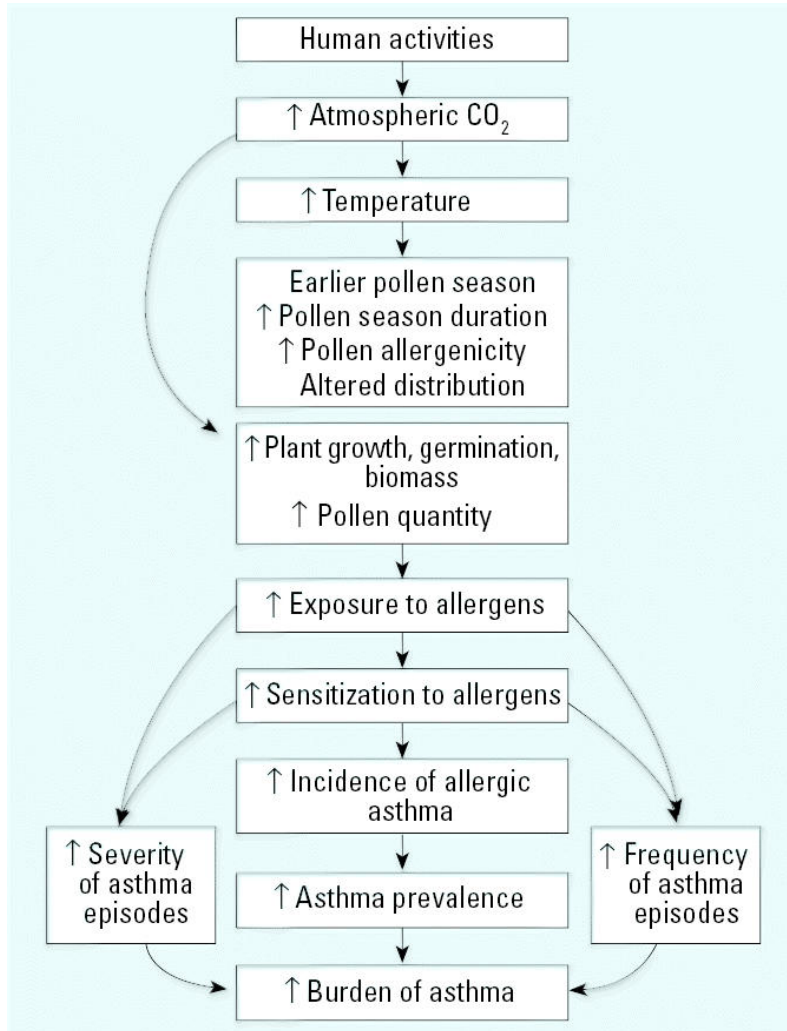 Human activities
↑ Atmospheric CO₂
↑ Temperature
Earlier pollen season
↑ Pollen season duration
↑ Pollen allergenicity
Altered distribution
↑ Plant growth, germination,
biomass
↑ Pollen quantity
↑ Exposure to allergens
↑ Sensitization to allergens
↑ Incidence of allergic
asthma
↑ Severity
of asthma
episodes
↑ Asthma prevalence
↑ Frequency
of asthma
episodes
↑ Burden of asthma